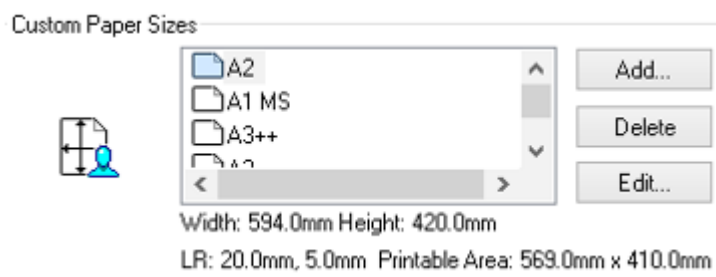 Custom Paper Sizes
A2
Add...
A1 MS
A3++
Delete
Edit...
Width: 594.0mm Height: 420.0mm
LR: 20.0mm, 5.0mm Printable Area: 569.0mm x 410.0mm